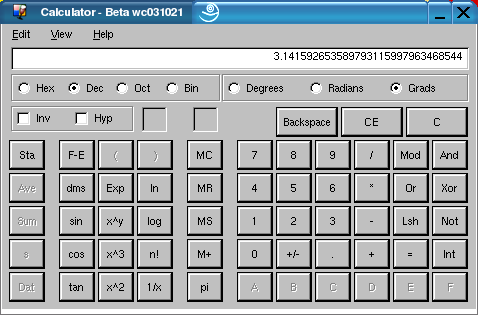 Calculator - Beta wc031021
Edit View Help
3.141592653589793115997963468544
Hex Dec Oct Bin Degrees Radians Grads
Inv Hyp Backspace CE C
Sta F-E ( ) MC 7 8 9 / Mod And
Ave dms Exp ln MR 4 5 6 * Or Xor
Sum sin x^y log MS 1 2 3 - Lsh Not
s cos x^3 n! M+ 0 +/- . + = Int
Dat tan x^2 1/x pi A B C D E F